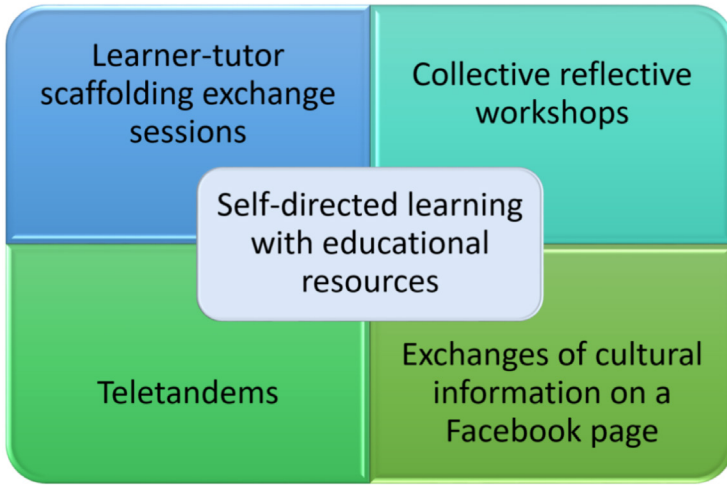 Learner-tutor
scaffolding exchange
sessions
Collective reflective
workshops
Self-directed learning
with educational
resources
Teletandems
Exchanges of cultural
information on a
Facebook page